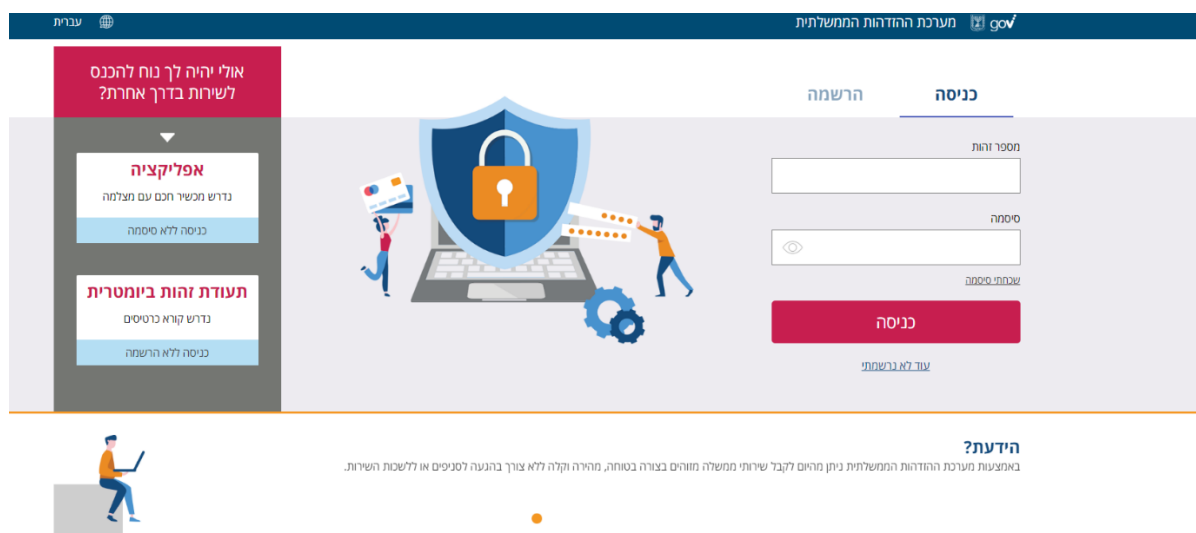 gov מערכת ההזדהות הממשלתית
עברית
כניסה
הרשמה
מספר זהות
סיסמה
שכחתי סיסמה
כניסה
עוד לא נרשמתי
אולי יהיה לך נוח להכנס
לשירות בדרך אחרת?
אפליקציה
נדרש מכשיר חכם עם מצלמה
כניסה ללא סיסמה
תעודת זהות ביומטרית
נדרש קורא כרטיסים
כניסה ללא הרשמה
הידעת?
באמצעות מערכת ההזדהות הממשלתית ניתן מהיום לקבל שירותי ממשלה מזוהים בצורה בטוחה, מהירה וקלה ללא צורך בהגעה לסניפים או ללשכות השירות.